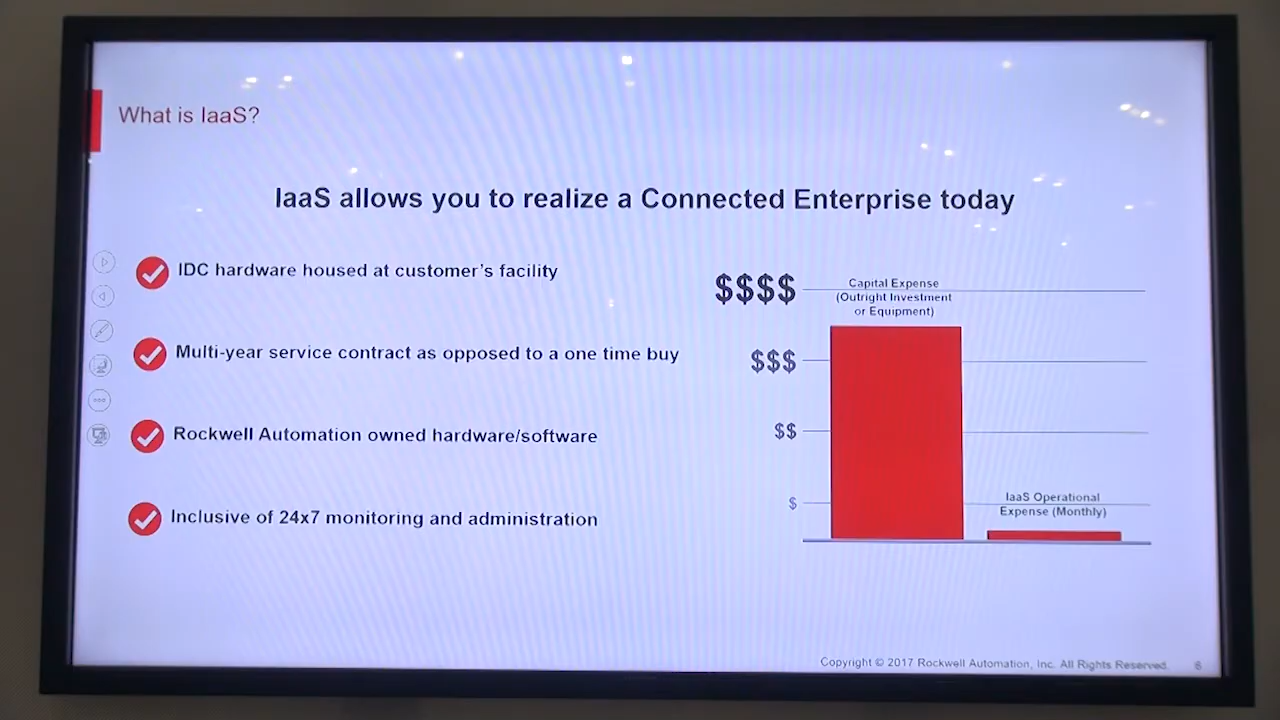 What is IaaS?
IaaS allows you to realize a Connected Enterprise today
IDC hardware housed at customer's facility
Multi-year service contract as opposed to a one time buy
Rockwell Automation owned hardware/software
Inclusive of 24x7 monitoring and administration
$$$$
$$$
$$
$
Capital Expense
(Outright Investment
or Equipment)
IaaS Operational
Expense (Monthly)
Copyright © 2017 Rockwell Automation, Inc. All Rights Reserved.
6